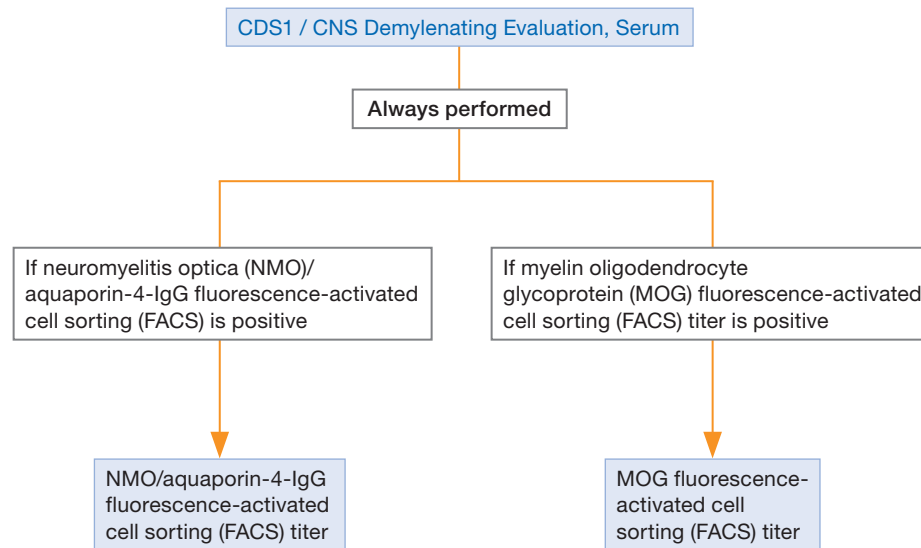 CDS1 / CNS Demylenating Evaluation, Serum
Always performed
If neuromyelitis optica (NMO)/
aquaporin-4-IgG fluorescence-activated
cell sorting (FACS) is positive
If myelin oligodendrocyte
glycoprotein (MOG) fluorescence-activated
cell sorting (FACS) titer is positive
NMO/aquaporin-4-IgG
fluorescence-activated
cell sorting (FACS) titer
MOG fluorescence-
activated cell
sorting (FACS) titer